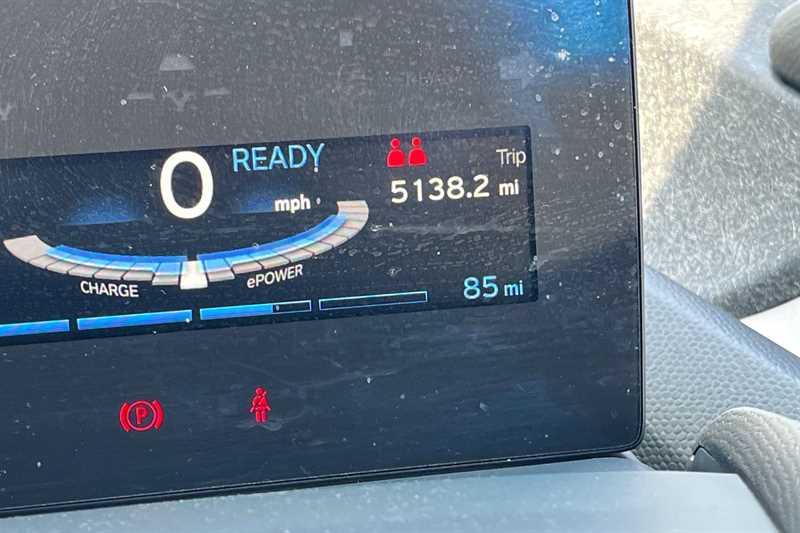 0 READY Trip
mph 5138.2 mi
CHARGE ePOWER
85 mi
P